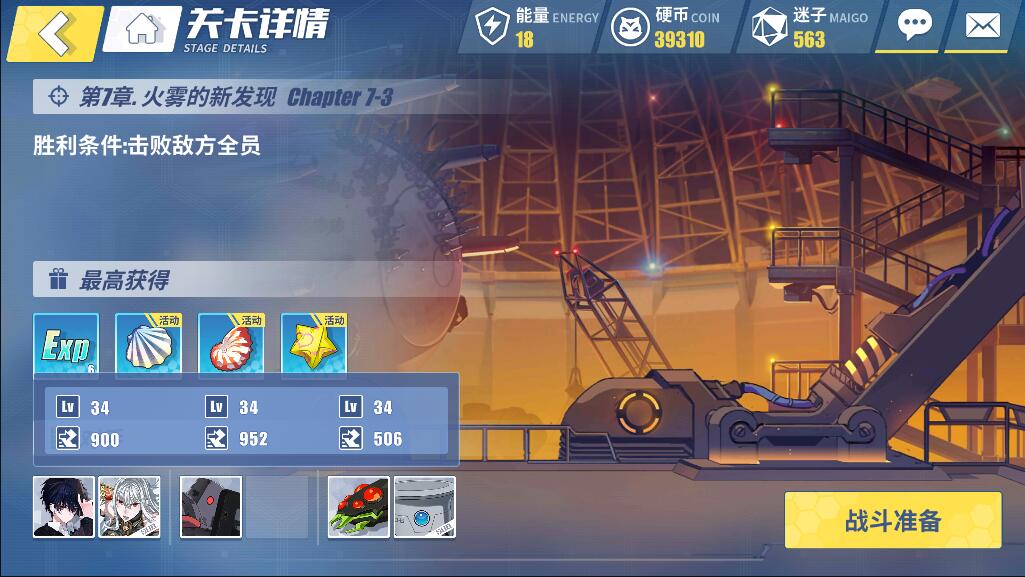 关卡详情
STAGE DETAILS
能量 ENERGY
18
硬币 COIN
39310
迷子 MAIGO
563
第7章.火雾的新发现 Chapter 7-3
胜利条件:击败敌方全员
最高获得
Exp
6
活动
活动
活动
Lv 34
Lv 34
Lv 34
900
952
506
战斗准备